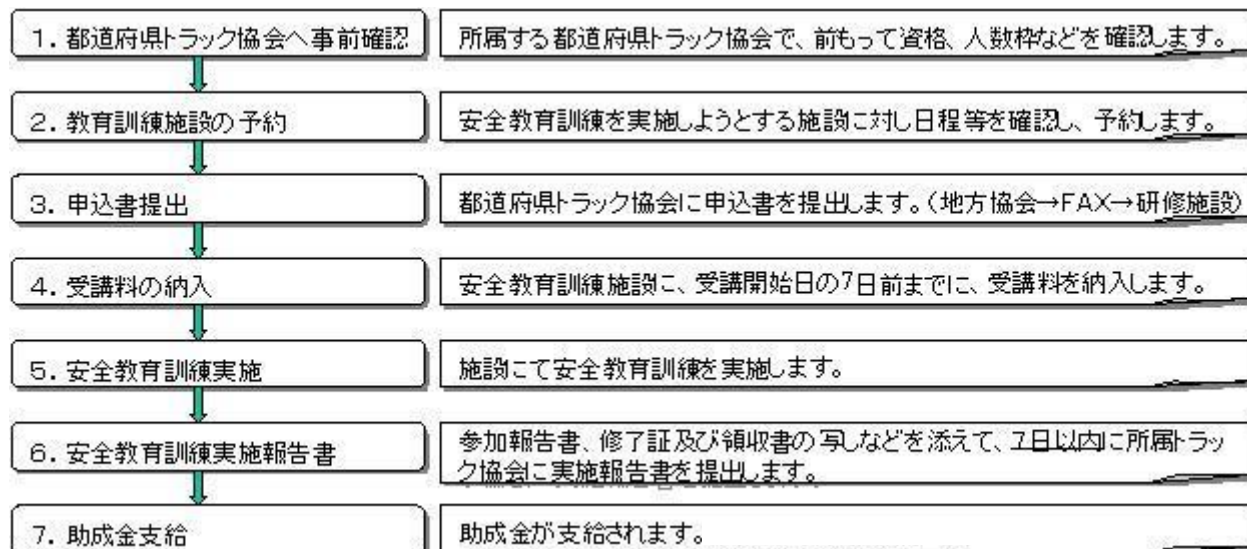 1. 都道府県トラック協会へ事前確認
所属する都道府県トラック協会で、前もって資格、人数枠などを確認します。
2. 教育訓練施設の予約
安全教育訓練を実施しようとする施設に対し日程等を確認し、予約します。
3. 申込書提出
都道府県トラック協会に申込書を提出します。(地方協会→FAX→研修施設)
4. 受講料の納入
安全教育訓練施設に、受講開始日の7日前までに、受講料を納入します。
5. 安全教育訓練実施
施設にて安全教育訓練を実施します。
6. 安全教育訓練実施報告書
参加報告書、修了証及び領収書の写しなどを添えて、7日以内に所属トラッ
ク協会に実施報告書を提出します。
7. 助成金支給
助成金が支給されます。